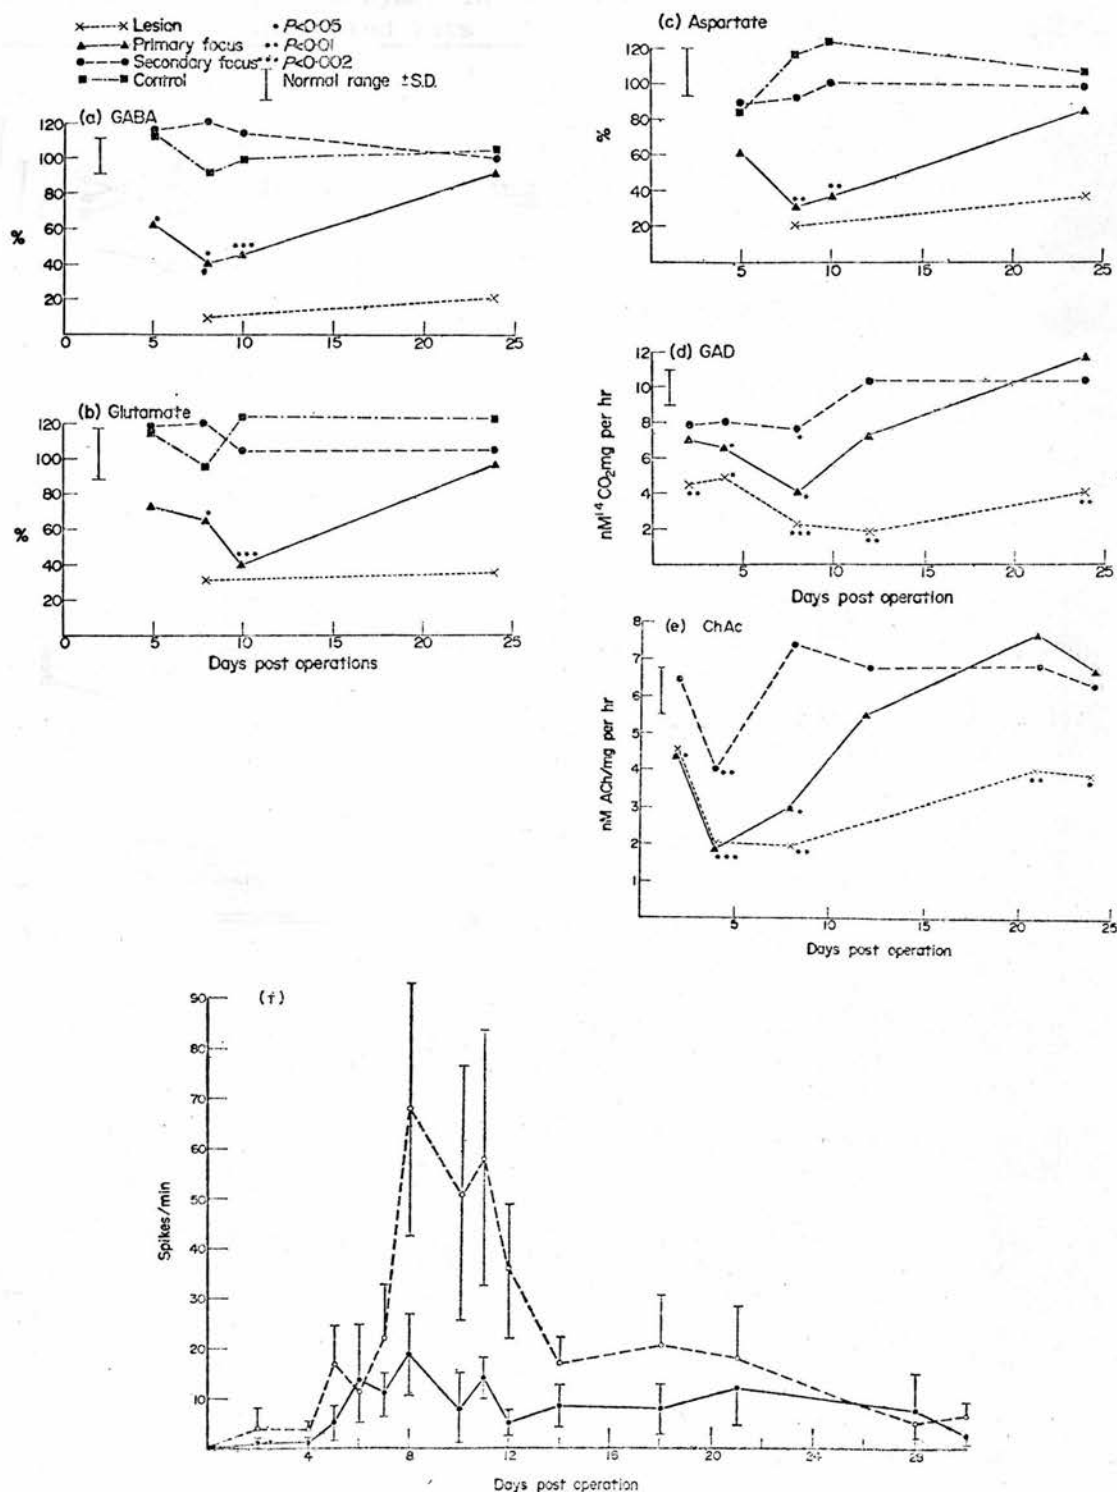 Lesion
Primary focus
Secondary focus
Control
• P<0·05
•• P<0·01
••• P<0·002
Normal range ±S.D.
(a) GABA
120
100
80
60
40
20
%
0 5 10 15 20 25
(b) Glutamate
120
100
80
60
40
20
%
0 5 10 15 20 25
Days post operations
(c) Aspartate
120
100
80
60
40
20
%
5 10 15 20 25
(d) GAD
12
10
8
6
4
2
nM¹⁴CO₂mg per hr
5 10 15 20 25
Days post operation
(e) ChAc
8
7
6
5
4
3
2
1
nM ACh/mg per hr
5 10 15 20 25
Days post operation
(f)
90
80
70
60
50
40
30
20
10
Spikes/min
4 8 12 16 20 24 28
Days post operation